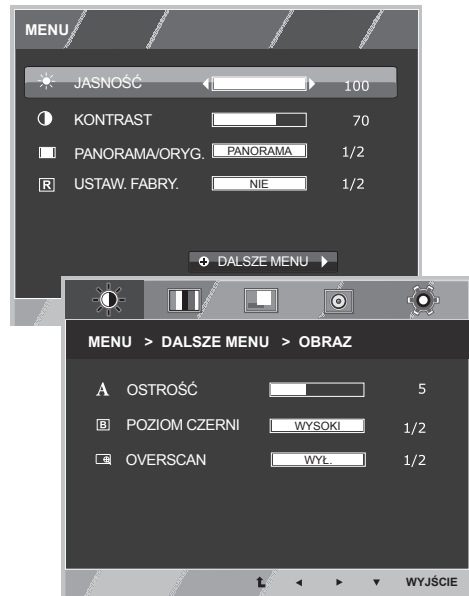 MENU
JASNOŚĆ 100
KONTRAST 70
PANORAMA/ORYG. PANORAMA 1/2
R USTAW. FABRY. NIE 1/2
DALSZE MENU
MENU > DALSZE MENU > OBRAZ
A OSTROŚĆ 5
B POZIOM CZERNI WYSOKI 1/2
OVERSCAN WYŁ. 1/2
WYJŚCIE